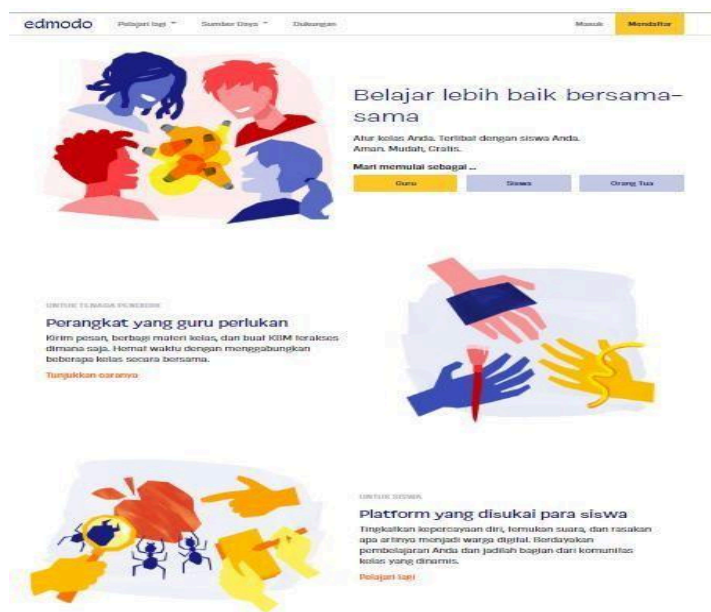 edmodo
Pelajari lagi
Sumber Daya
Dukungan
Masuk
Mendaftar
Belajar lebih baik bersama-
sama
Atur kelas Anda. Terlibat dengan siswa Anda.
Aman, Mudah, Gratis.
Mari memulai sebagai ...
Guru
Siswa
Orang Tua
UNTUK TENAGA PENDIDIK
Perangkat yang guru perlukan
Kirim pesan, berbagi materi kelas, dan buat KBM terakses
dimana saja. Hemat waktu dengan menggabungkan
beberapa kelas secara bersama.
Tunjukkan caranya
UNTUK SISWA
Platform yang disukai para siswa
Tingkatkan kepercayaan diri, temukan suara, dan rasakan
apa artinya menjadi warga digital. Berdayakan
pembelajaran Anda dan jadilah bagian dari komunitas
kelas yang dinamis.
Pelajari lagi